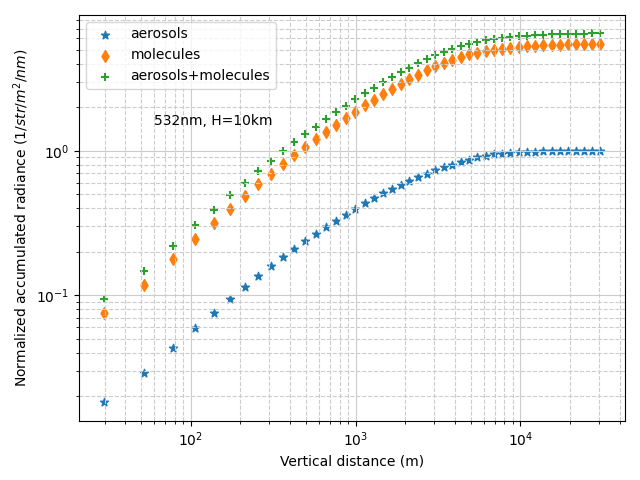 aerosols
molecules
aerosols+molecules
532nm, H=10km
Normalized accumulated radiance (1/str/m²/nm)
10⁰
10⁻¹
10²
10³
10⁴
Vertical distance (m)